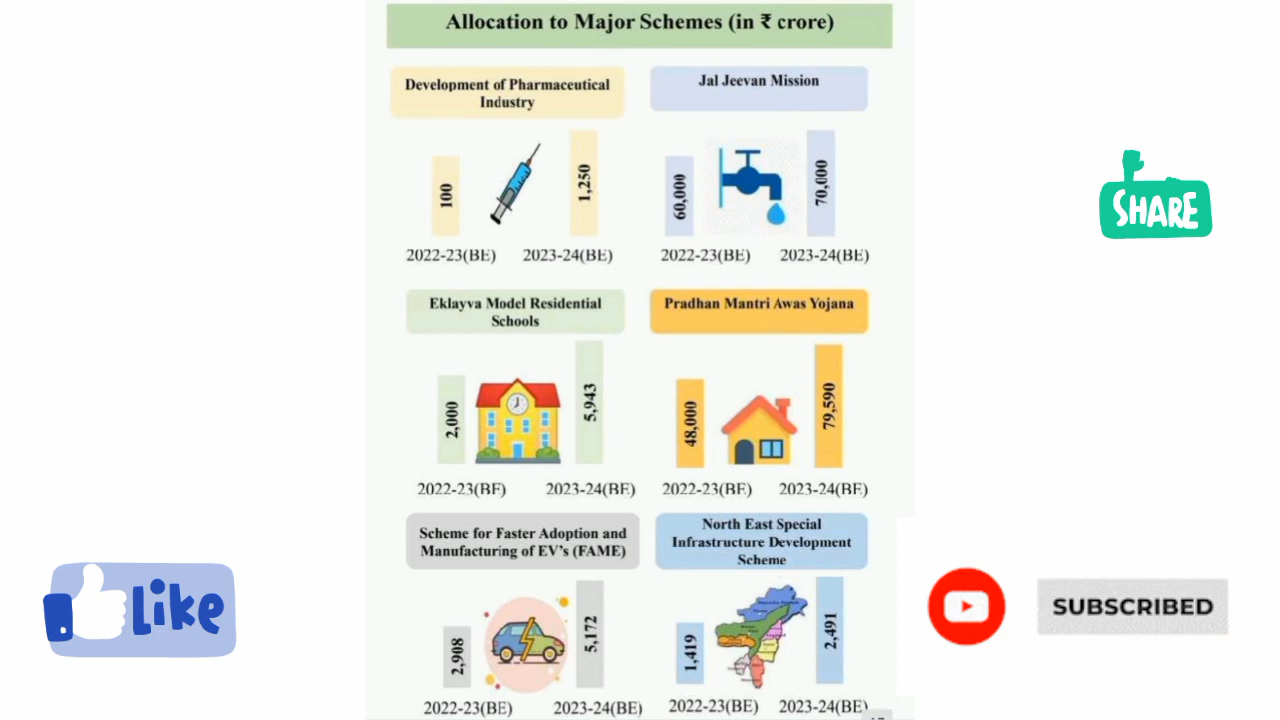 Allocation to Major Schemes (in ₹ crore)
Development of Pharmaceutical
Industry
100
1,250
2022-23(BE)
2023-24(BE)
Jal Jeevan Mission
60,000
70,000
2022-23(BE)
2023-24(BE)
SHARE
Eklayva Model Residential
Schools
2,000
5,943
2022-23(BE)
2023-24(BE)
Pradhan Mantri Awas Yojana
48,000
79,590
2022-23(BE)
2023-24(BE)
Scheme for Faster Adoption and
Manufacturing of EV's (FAME)
2,908
5,172
2022-23(BE)
2023-24(BE)
North East Special
Infrastructure Development
Scheme
1,419
2,491
2022-23(BE)
2023-24(BE)
Like
SUBSCRIBED